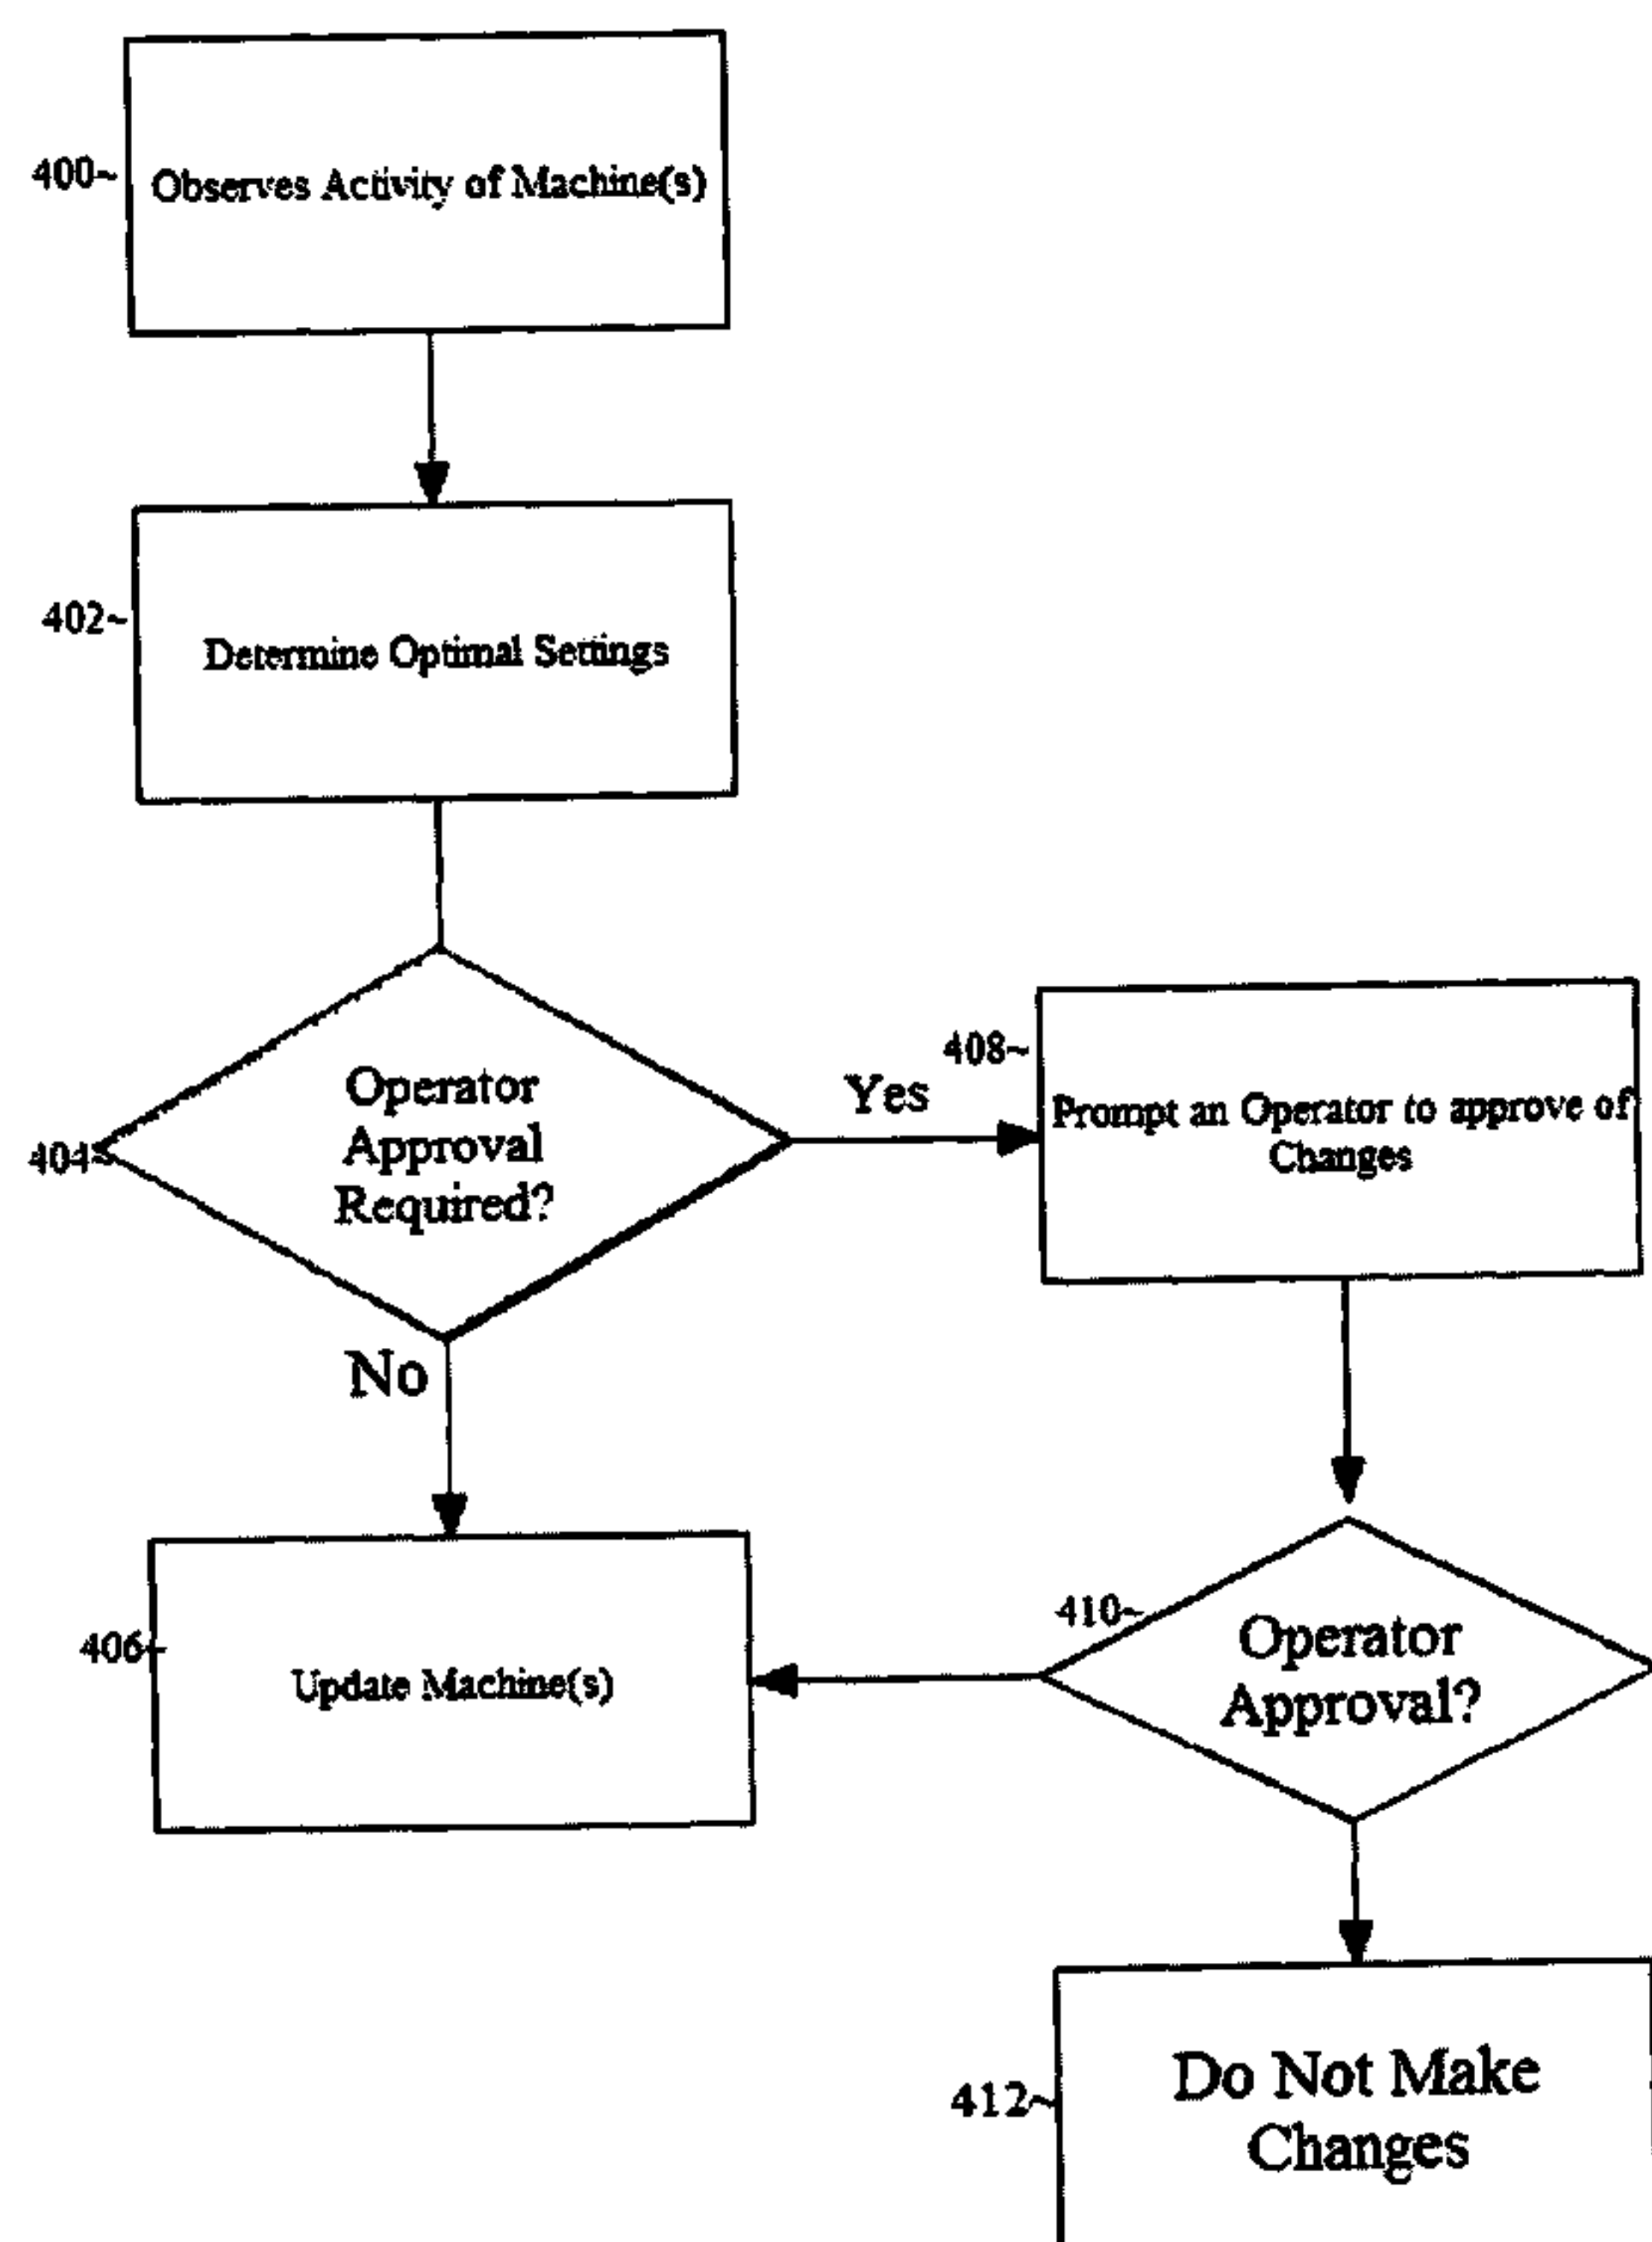 400~
Observes Activity of Machine(s)
402~
Determine Optimal Settings
404~
Operator
Approval
Required?
Yes
No
408~
Prompt an Operator to approve of
Changes
406~
Update Machine(s)
410~
Operator
Approval?
412~
Do Not Make
Changes